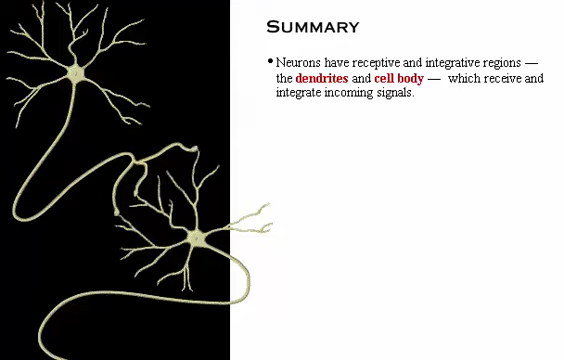 SUMMARY
• Neurons have receptive and integrative regions —
the dendrites and cell body — which receive and
integrate incoming signals.